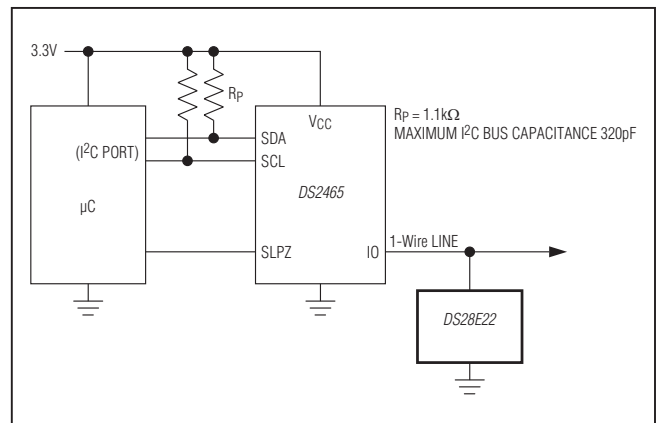 3.3V
RP
VCC
RP = 1.1kΩ
MAXIMUM I2C BUS CAPACITANCE 320pF
(I2C PORT)
SDA
SCL
DS2465
µC
SLPZ
IO
1-Wire LINE
DS28E22